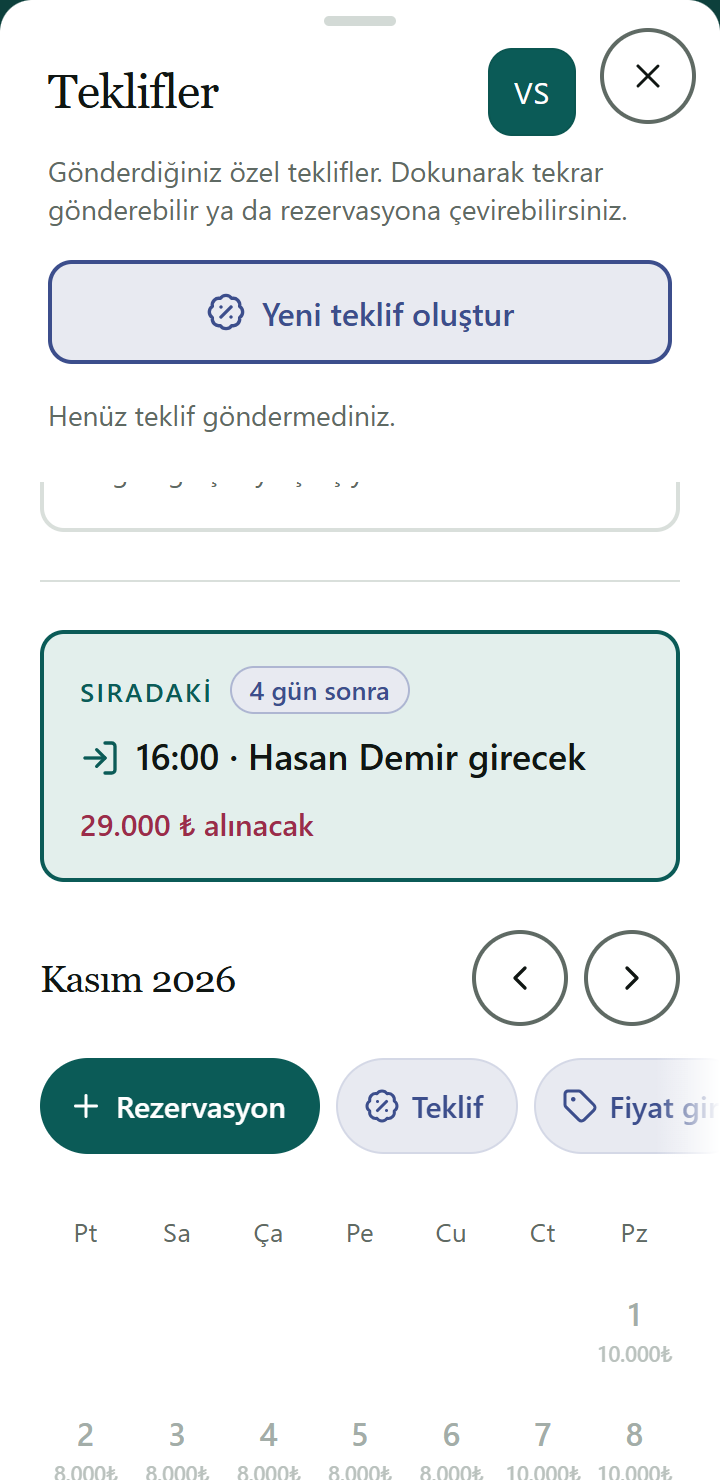 Teklifler
VS
Gönderdiğiniz özel teklifler. Dokunarak tekrar
gönderebilir ya da rezervasyona çevirebilirsiniz.
Yeni teklif oluştur
Henüz teklif göndermediniz.
SIRADAKİ
4 gün sonra
16:00 · Hasan Demir girecek
29.000 ₺ alınacak
Kasım 2026
+ Rezervasyon
Teklif
Fiyat gir
Pt Sa Ça Pe Cu Ct Pz
1
10.000₺
2 3 4 5 6 7 8
8.000₺ 8.000₺ 8.000₺ 8.000₺ 8.000₺ 10.000₺ 10.000₺